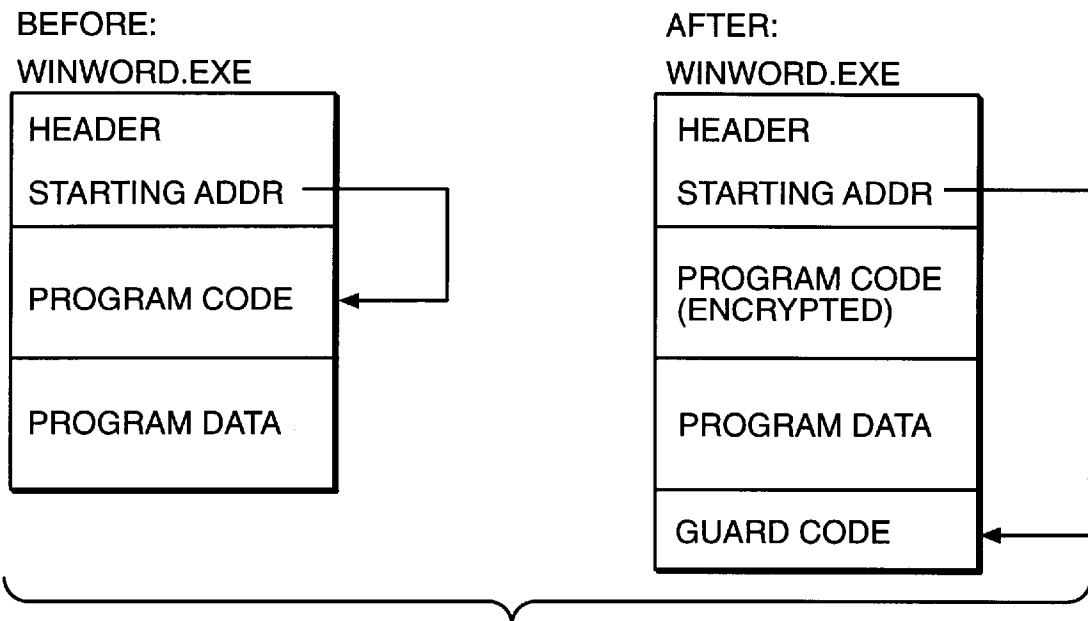 BEFORE:
WINWORD.EXE
HEADER
STARTING ADDR
PROGRAM CODE
PROGRAM DATA
AFTER:
WINWORD.EXE
HEADER
STARTING ADDR
PROGRAM CODE
(ENCRYPTED)
PROGRAM DATA
GUARD CODE